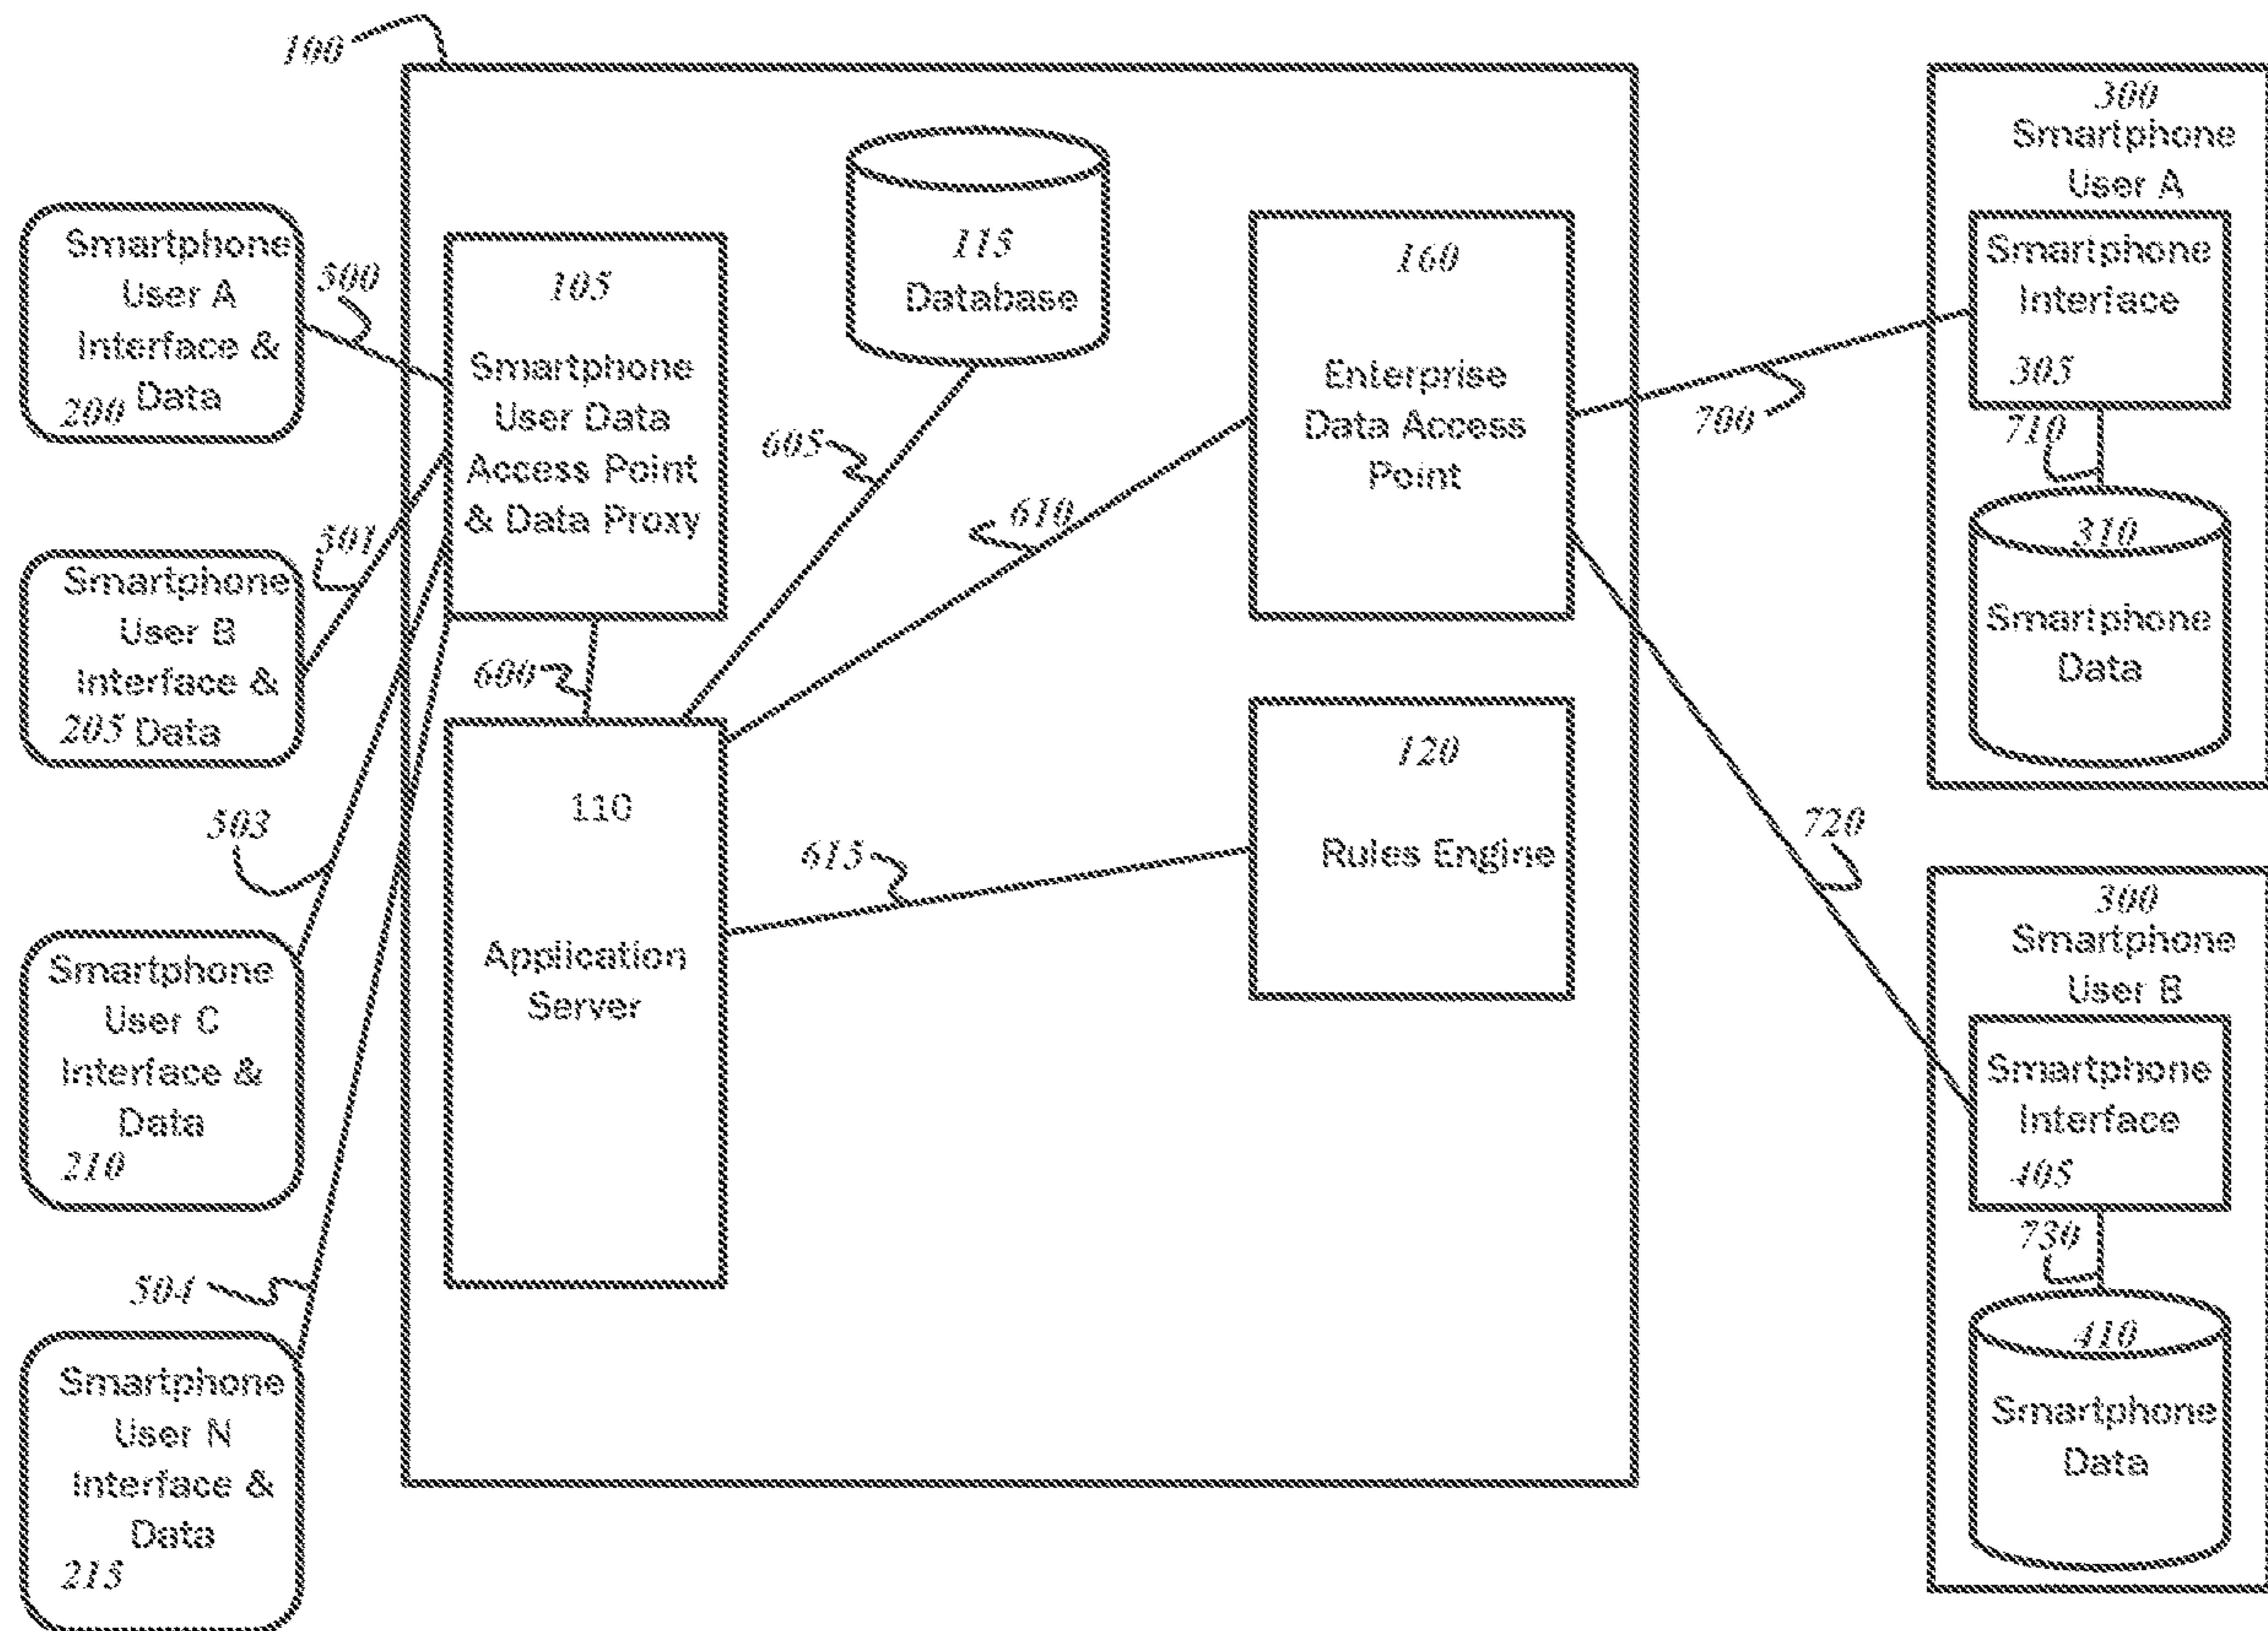 100
Smartphone
User A
Interface &
200 Data
500
Smartphone
User B
Interface &
205 Data
501
503
Smartphone
User C
Interface &
Data
210
504
Smartphone
User N
Interface &
Data
215
105
Smartphone
User Data
Access Point
& Data Proxy
600
110
Application
Server
115
Database
605
610
615
160
Enterprise
Data Access
Point
120
Rules Engine
700
720
300
Smartphone
User A
Smartphone
Interface
305
710
310
Smartphone
Data
300
Smartphone
User B
Smartphone
Interface
405
730
410
Smartphone
Data